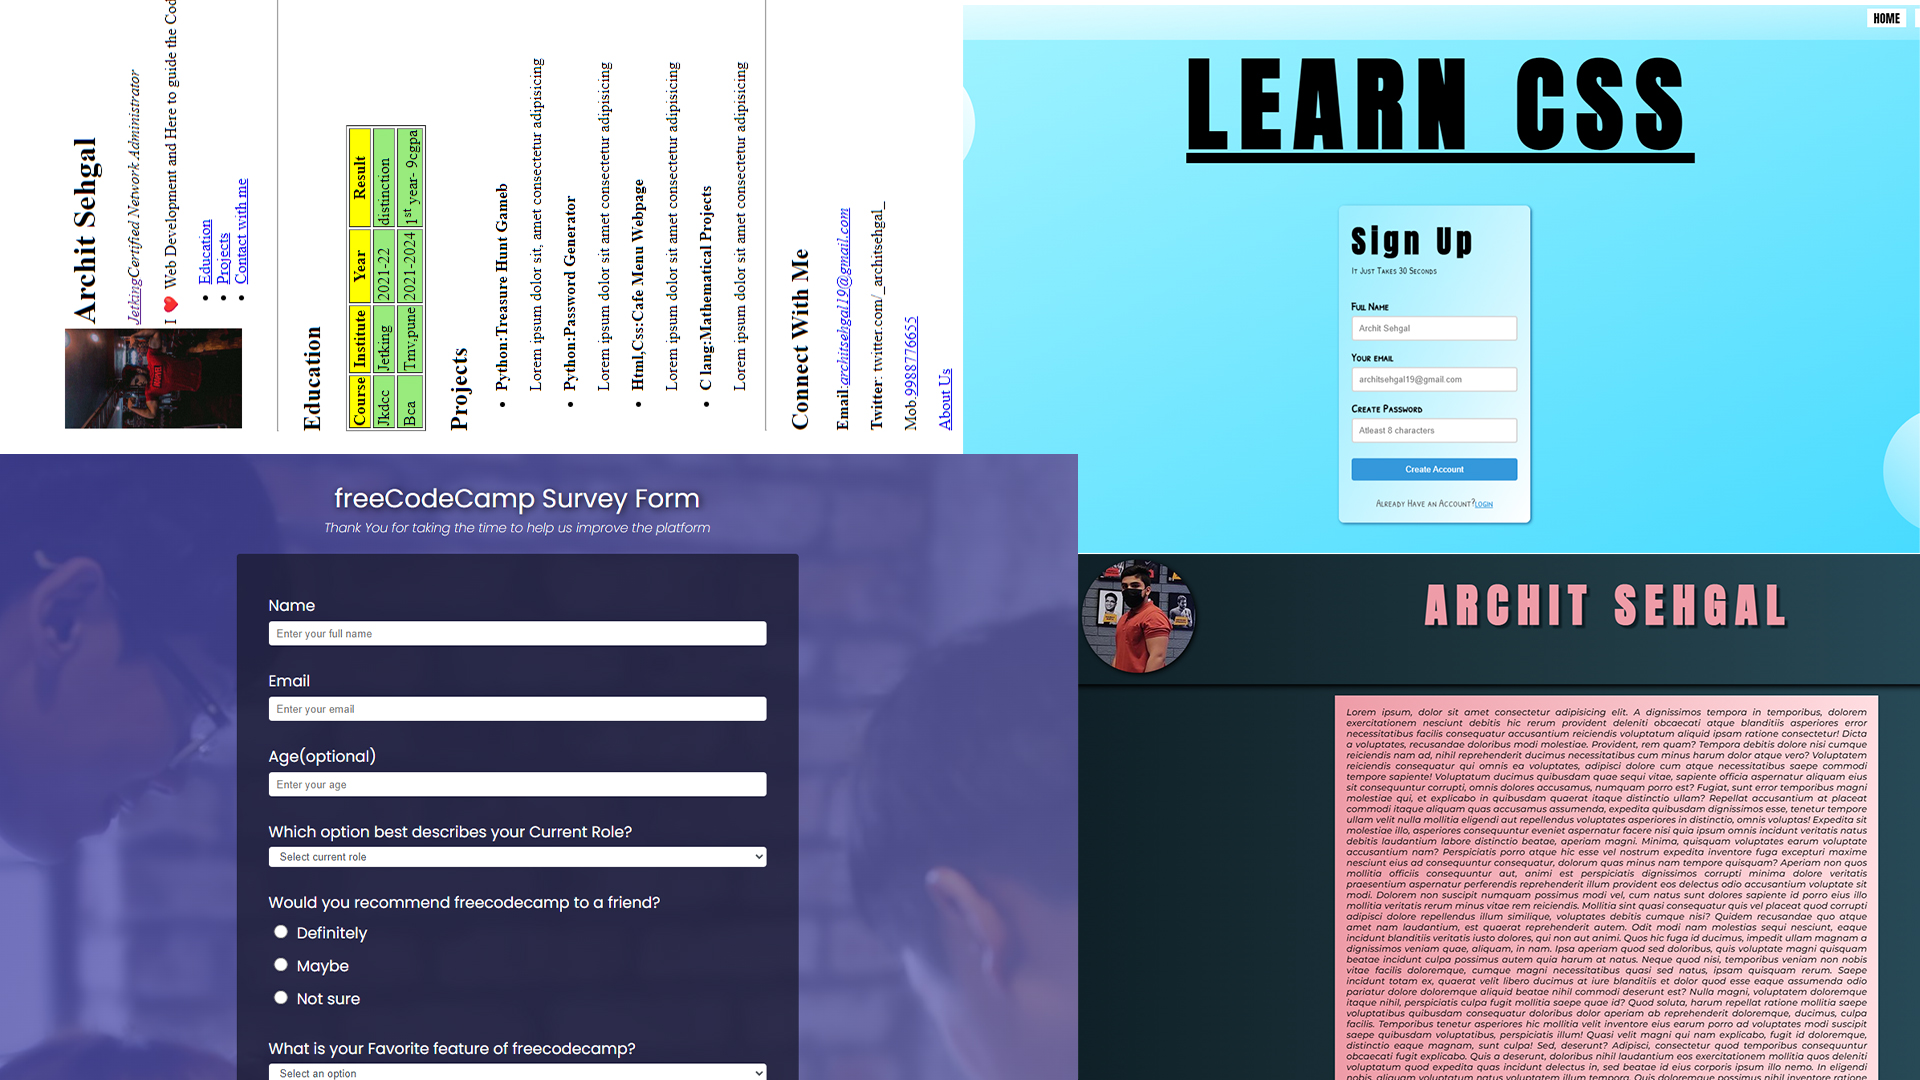 Archit Sehgal
JetkingCertified Network Administrator
I ❤ Web Development and Here to guide the Cod
Education
Projects
Contact with me
Education
Course Institute Year Result
Jkdcc Jetking 2021-22 distinction
Bca Tmv,pune 2021-2024 1st year- 9cgpa
Projects
Python:Treasure Hunt Gameb
Lorem ipsum dolor sit, amet consectetur adipisicing
Python:Password Generator
Lorem ipsum dolor sit amet consectetur adipisicing
Html,Css:Cafe Menu Webpage
Lorem ipsum dolor sit amet consectetur adipisicing
C lang:Mathematical Projects
Lorem ipsum dolor sit amet consectetur adipisicing
Connect With Me
Email:architsehgal19@gmail.com
Twitter: twitter.com/_architsehgal_
Mob.9988776655
About Us
HOME
LEARN CSS
Sign Up
It Just Takes 30 Seconds
Full Name
Archit Sehgal
Your email
architsehgal19@gmail.com
Create Password
Atleast 8 characters
Create Account
Already Have an Account?login
freeCodeCamp Survey Form
Thank You for taking the time to help us improve the platform
Name
Enter your full name
Email
Enter your email
Age(optional)
Enter your age
Which option best describes your Current Role?
Select current role
Would you recommend freecodecamp to a friend?
Definitely
Maybe
Not sure
What is your Favorite feature of freecodecamp?
Select an option
ARCHIT SEHGAL
Lorem ipsum, dolor sit amet consectetur adipisicing elit. A dignissimos tempora in temporibus, dolorem
exercitationem nesciunt debitis hic rerum provident deleniti obcaecati atque blanditiis asperiores error
necessitatibus facilis consequatur accusantium reiciendis voluptatum aliquid ipsam ratione consectetur! Dicta
a voluptates, recusandae doloribus modi molestiae. Provident, rem quam? Tempora debitis dolore nisi cumque
reiciendis nam ad, nihil reprehenderit ducimus necessitatibus cum minus harum dolor atque vero? Voluptatem
reiciendis consequatur qui omnis ea voluptates, adipisci dolore cum atque necessitatibus saepe commodi
tempore sapiente! Voluptatum ducimus quibusdam quae sequi vitae, sapiente officia aspernatur aliquam eius
sit consequuntur corrupti, omnis dolores accusamus, numquam porro est? Fugiat, sunt error temporibus magni
molestiae qui, et explicabo in quibusdam quaerat itaque distinctio ullam? Repellat accusantium at placeat
commodi itaque aliquam quas accusamus assumenda, expedita quibusdam dignissimos esse, tenetur tempore
ullam velit nulla mollitia eligendi aut repellendus voluptates asperiores in distinctio, omnis voluptas! Expedita sit
molestiae illo, asperiores consequuntur eveniet aspernatur facere nisi quia ipsum omnis incidunt veritatis natus
debitis laudantium labore distinctio beatae, aperiam magni. Minima, quisquam voluptates earum voluptate
accusantium nam? Perspiciatis porro atque hic esse vel nostrum expedita inventore fuga excepturi maxime
nesciunt eius ad consequuntur consequatur, dolorum quas minus nam tempore quisquam? Aperiam non quos
mollitia officiis consequuntur aut, animi est perspiciatis dignissimos corrupti minima dolore veritatis
praesentium aspernatur perferendis reprehenderit illum provident eos delectus odio accusantium voluptate sit
modi. Dolorem non suscipit numquam possimus modi vel, cum natus sunt dolores sapiente id porro eius illo
mollitia veritatis rerum minus vitae rem reiciendis. Mollitia sint quasi consequatur quis vel placeat quod corrupti
adipisci dolore repellendus illum similique, voluptates debitis cumque nisi? Quidem recusandae quo atque
amet nam laudantium, est quaerat reprehenderit autem. Odit modi nam molestias sequi nesciunt, eaque
incidunt blanditiis veritatis iusto dolores, qui non aut animi. Quos hic fuga id ducimus, impedit ullam magnam a
dignissimos veniam quae, aliquam, in nam. Ipsa aperiam quod sed doloribus, quis voluptate magni quisquam
beatae incidunt culpa possimus autem quia harum at natus. Neque quod nisi, temporibus veniam non nobis
vitae facilis doloremque, cumque magni necessitatibus quasi sed natus, ipsam quisquam rerum. Saepe
incidunt totam ex, quaerat velit libero ducimus at iure blanditiis et dolor quod esse eaque assumenda odio
pariatur dolore doloremque aliquid beatae nihil commodi deserunt est? Nulla magni, voluptatem doloremque
itaque nihil, perspiciatis culpa fugit mollitia saepe quae id? Quod soluta, harum repellat ratione mollitia saepe
voluptatibus quibusdam consequatur doloribus dolor aperiam ab reprehenderit doloremque, ducimus, culpa
facilis. Temporibus tenetur asperiores hic mollitia velit inventore eius earum porro ad voluptates modi suscipit
saepe quibusdam voluptatibus, perspiciatis illum! Quasi velit magni qui nam explicabo, fugit id doloremque,
distinctio eaque magnam, sunt culpa! Sed, deserunt? Adipisci, consectetur quod temporibus consequuntur
obcaecati fugit explicabo. Quis a deserunt, doloribus nihil laudantium eos exercitationem mollitia quos deleniti
voluptatum quod expedita quas incidunt delectus in, sed beatae id eius corporis ipsum illo nemo. In eligendi
nobis, aliquam voluptatum natus voluptatem illum tempora. Quis doloremque possimus nihil inventore ratione